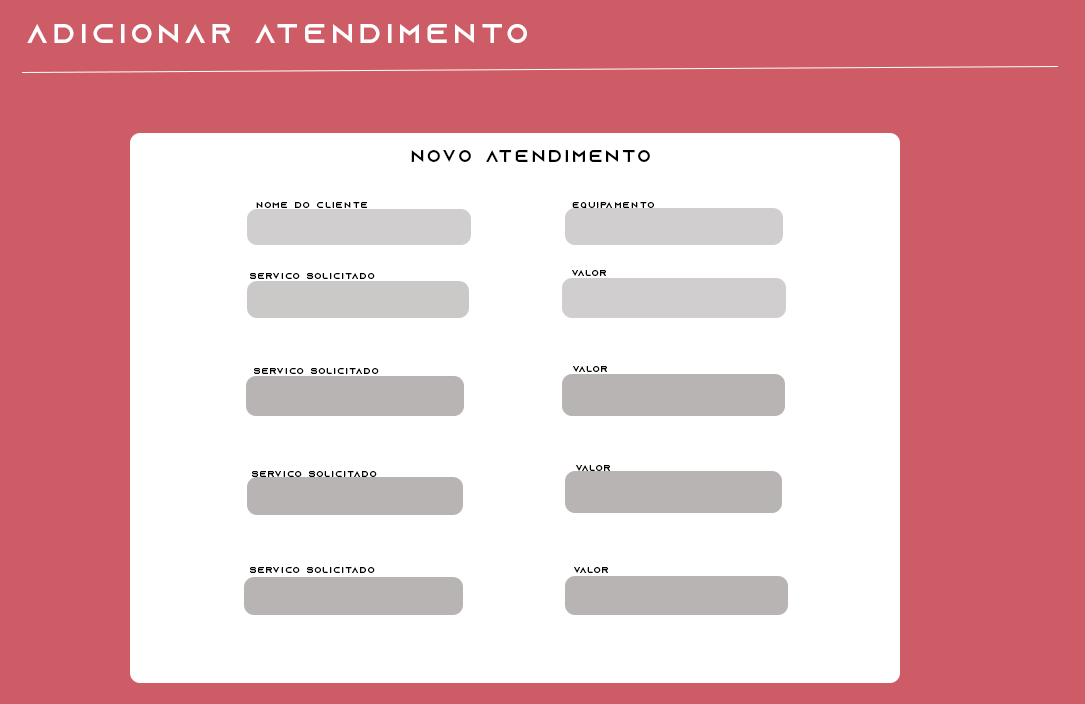 ADICIONAR ATENDIMENTO
NOVO ATENDIMENTO
NOME DO CLIENTE
EQUIPAMENTO
SERVICO SOLICITADO
VALOR
SERVICO SOLICITADO
VALOR
SERVICO SOLICITADO
VALOR
SERVICO SOLICITADO
VALOR